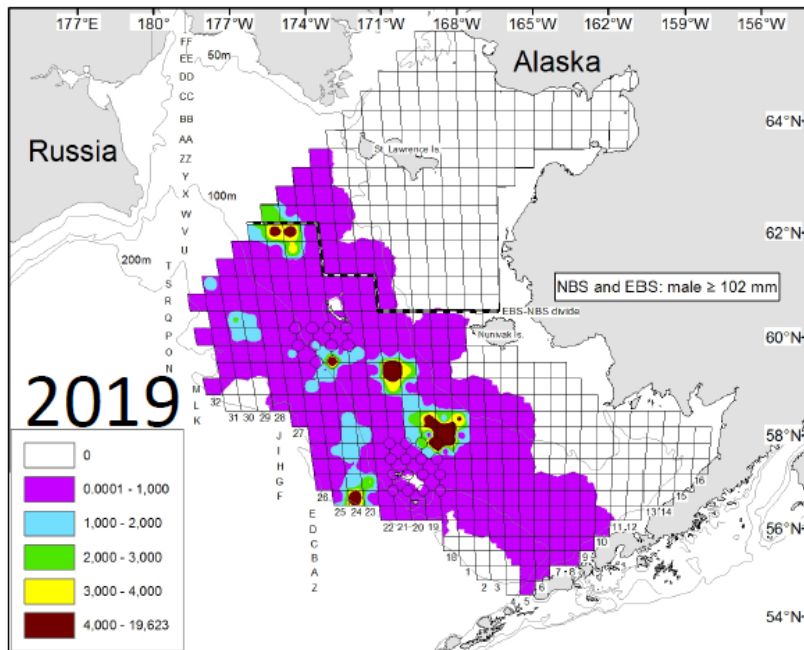 177°E 180° 177°W 174°W 171°W 168°W 165°W 162°W 159°W 156°W
FF
EE
DD
CC
BB
AA
ZZ
Y
X
W
V
U
T
S
R
Q
P
O
N
M
L
K
J
I
H
G
F
E
D
C
B
A
Z
50m
100m
200m
Alaska
Russia
St. Lawrence Is.
64°N
62°N
60°N
58°N
56°N
54°N
NBS and EBS: male ≥ 102 mm
EBS-NBS divide
Nunivak Is.
2019
32 31 30 29 28 27 26 25 24 23 22 21 20 19 18 1 2 3 4 5 6 7 8 9 10 11 12 13 14 15 16
0
0.0001 - 1,000
1,000 - 2,000
2,000 - 3,000
3,000 - 4,000
4,000 - 19,623